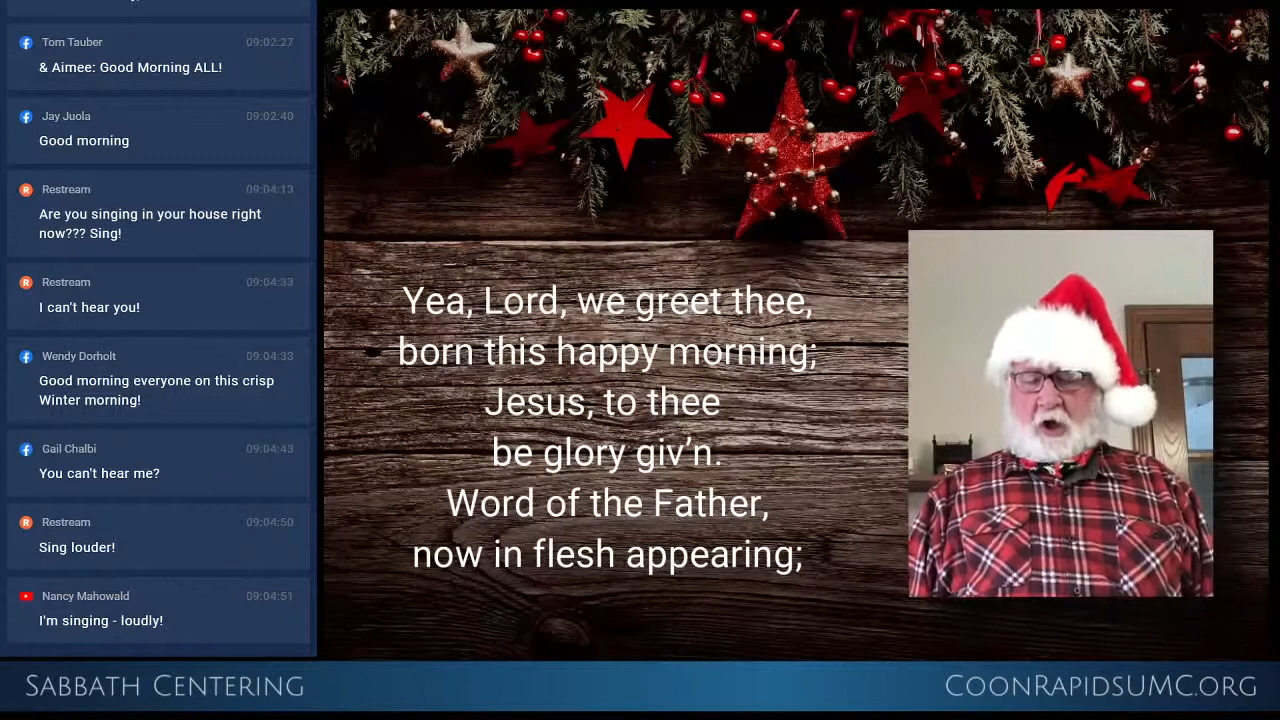 Tom Tauber 09:02:27
& Aimee: Good Morning ALL!
Jay Juola 09:02:40
Good morning
Restream 09:04:13
Are you singing in your house right
now??? Sing!
Restream 09:04:33
I can't hear you!
Wendy Dorholt 09:04:33
Good morning everyone on this crisp
Winter morning!
Gail Chalbi 09:04:43
You can't hear me?
Restream 09:04:50
Sing louder!
Nancy Mahowald 09:04:51
I'm singing - loudly!
Yea, Lord, we greet thee,
born this happy morning;
Jesus, to thee
be glory giv’n.
Word of the Father,
now in flesh appearing;
Sabbath Centering
CoonRapidsUMC.org